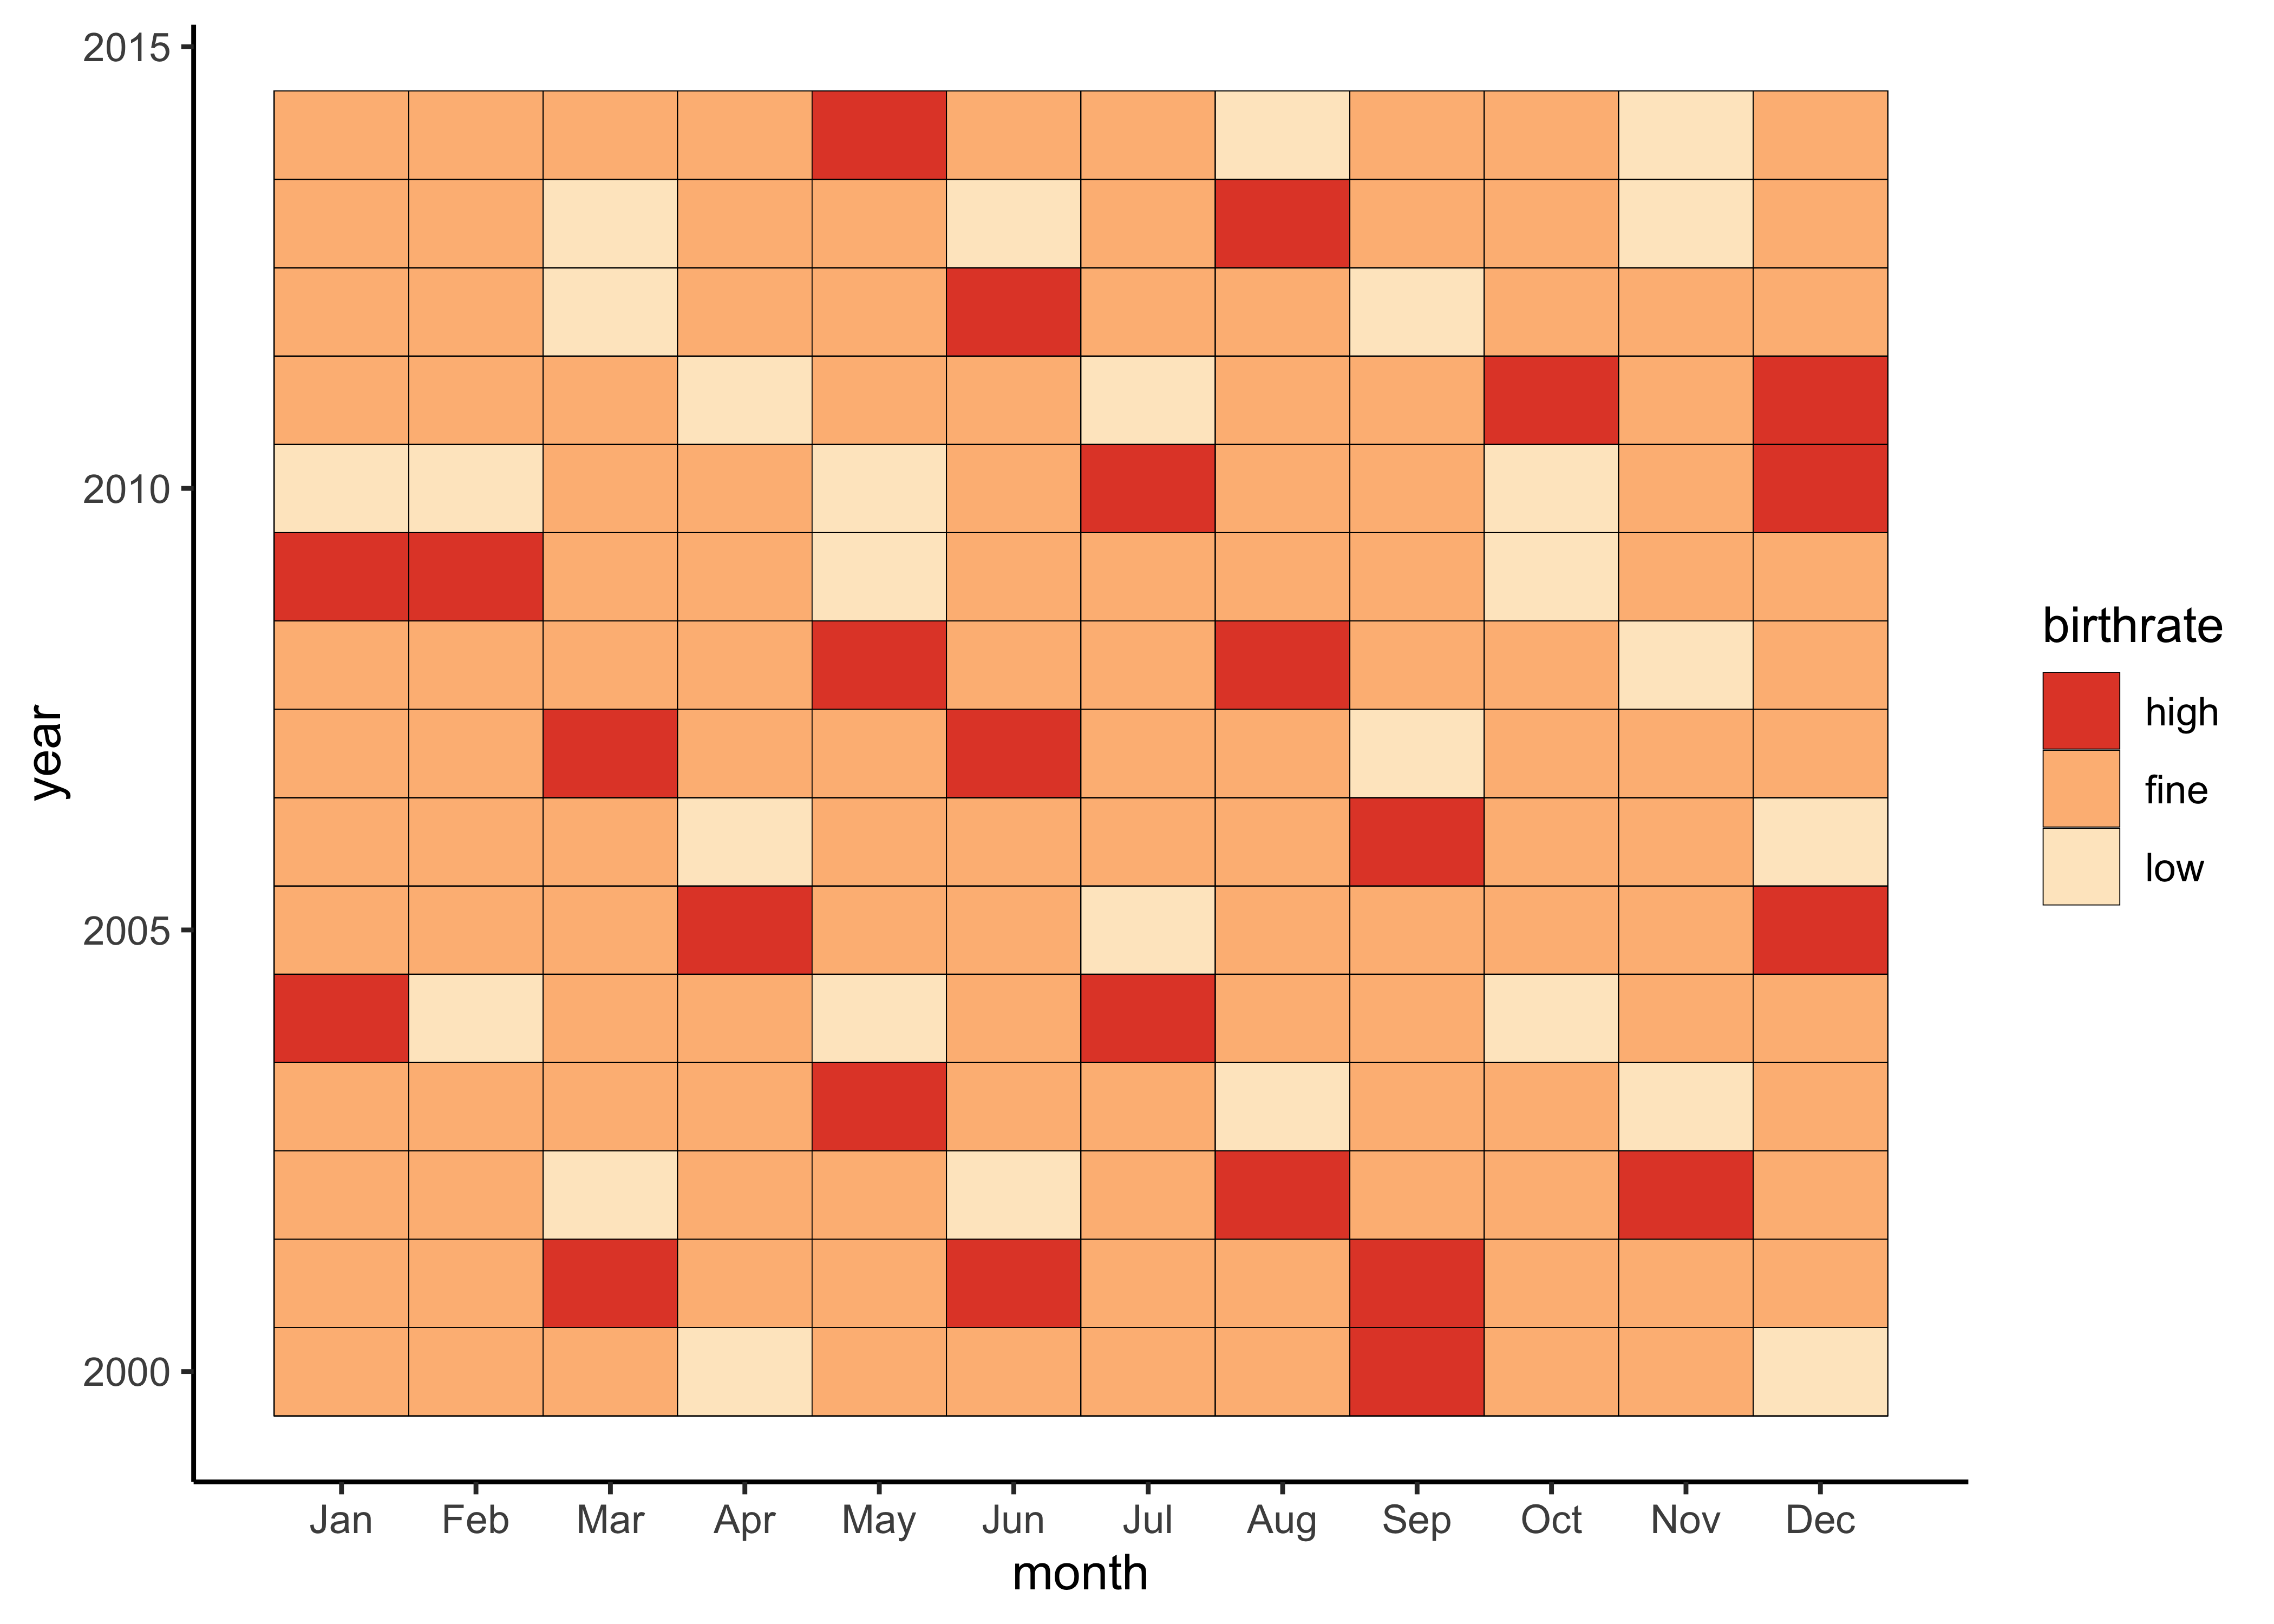 2015
2010
2005
2000
year
Jan Feb Mar Apr May Jun Jul Aug Sep Oct Nov Dec
month
birthrate
high
fine
low